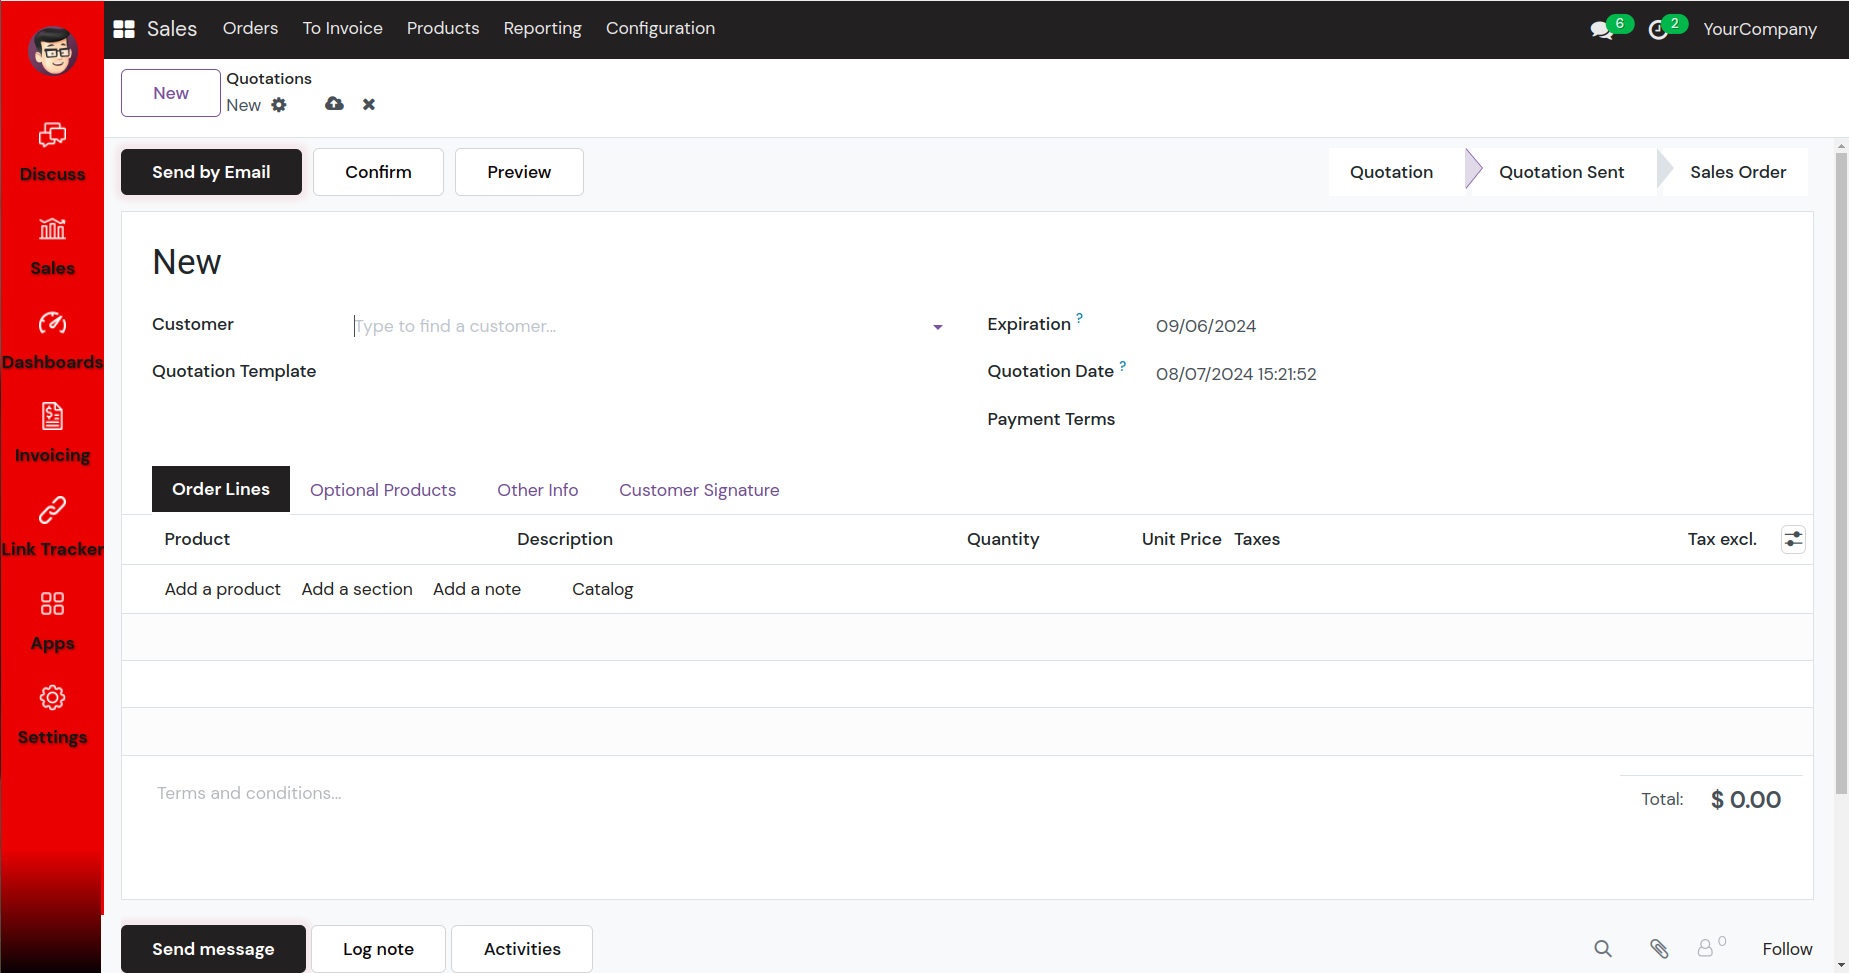 Sales Orders To Invoice Products Reporting Configuration 6 2 YourCompany
New
Quotations
New
Discuss
Sales
Dashboards
Invoicing
Link Tracker
Apps
Settings
Send by Email Confirm Preview Quotation Quotation Sent Sales Order
New
Customer Type to find a customer... Expiration ? 09/06/2024
Quotation Template Quotation Date ? 08/07/2024 15:21:52
Payment Terms
Order Lines Optional Products Other Info Customer Signature
Product Description Quantity Unit Price Taxes Tax excl.
Add a product Add a section Add a note Catalog
Terms and conditions... Total: $ 0.00
Send message Log note Activities 0 Follow